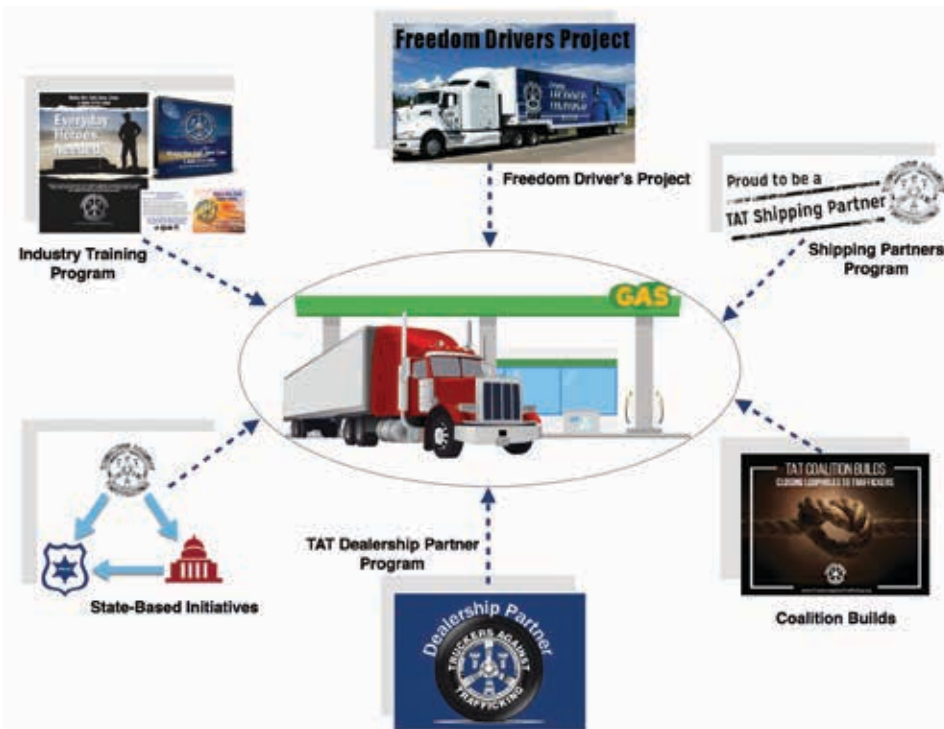 Freedom Drivers Project
Freedom Driver's Project
Everyday
Heroes
needed
Industry Training
Program
Proud to be a
TAT Shipping Partner
Shipping Partners
Program
GAS
State-Based Initiatives
TAT Dealership Partner
Program
Dealership Partner
TRUCKERS AGAINST
TRAFFICKING
TAT COALITION BUILDS
CLOSING LOOPHOLES TO TRAFFICKERS
Coalition Builds